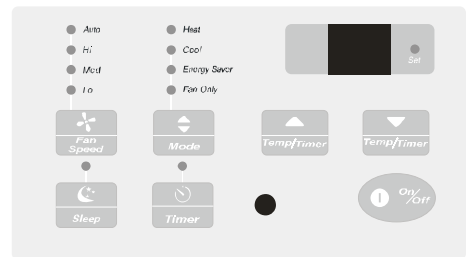 Auto
Hi
Med
Lo
Heat
Cool
Energy Saver
Fan Only
Set
Fan
Speed
Mode
Temp/Timer
Temp/Timer
Sleep
Timer
On/Off